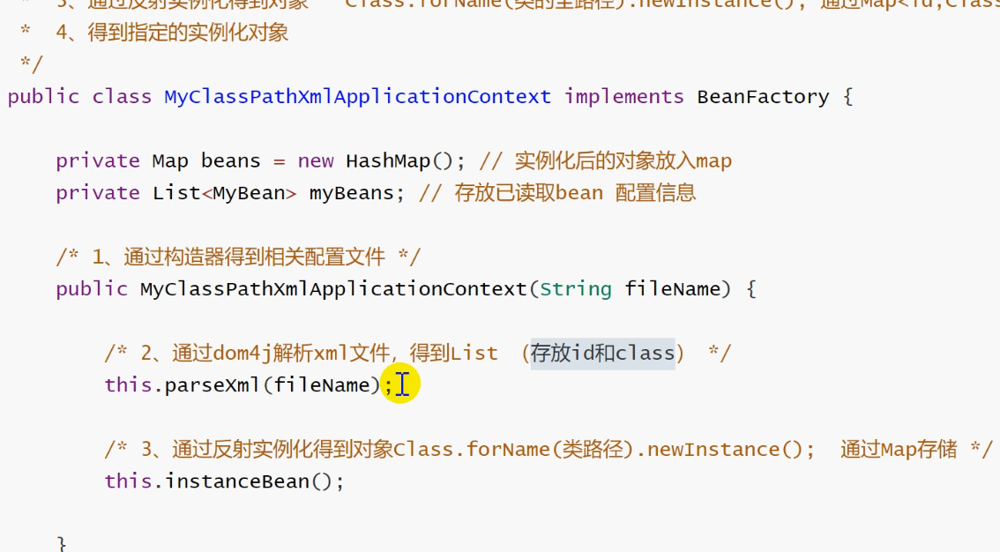 * 3、通过反射实例化得到对象 Class.forName(类的全路径).newInstance(); 通过Map<id,Class
* 4、得到指定的实例化对象
*/
public class MyClassPathXmlApplicationContext implements BeanFactory {
private Map beans = new HashMap(); // 实例化后的对象放入map
private List<MyBean> myBeans; // 存放已读取bean 配置信息
/* 1、通过构造器得到相关配置文件 */
public MyClassPathXmlApplicationContext(String fileName) {
/* 2、通过dom4j解析xml文件，得到List （存放id和class） */
this.parseXml(fileName);
/* 3、通过反射实例化得到对象Class.forName(类路径).newInstance(); 通过Map存储 */
this.instanceBean();
}